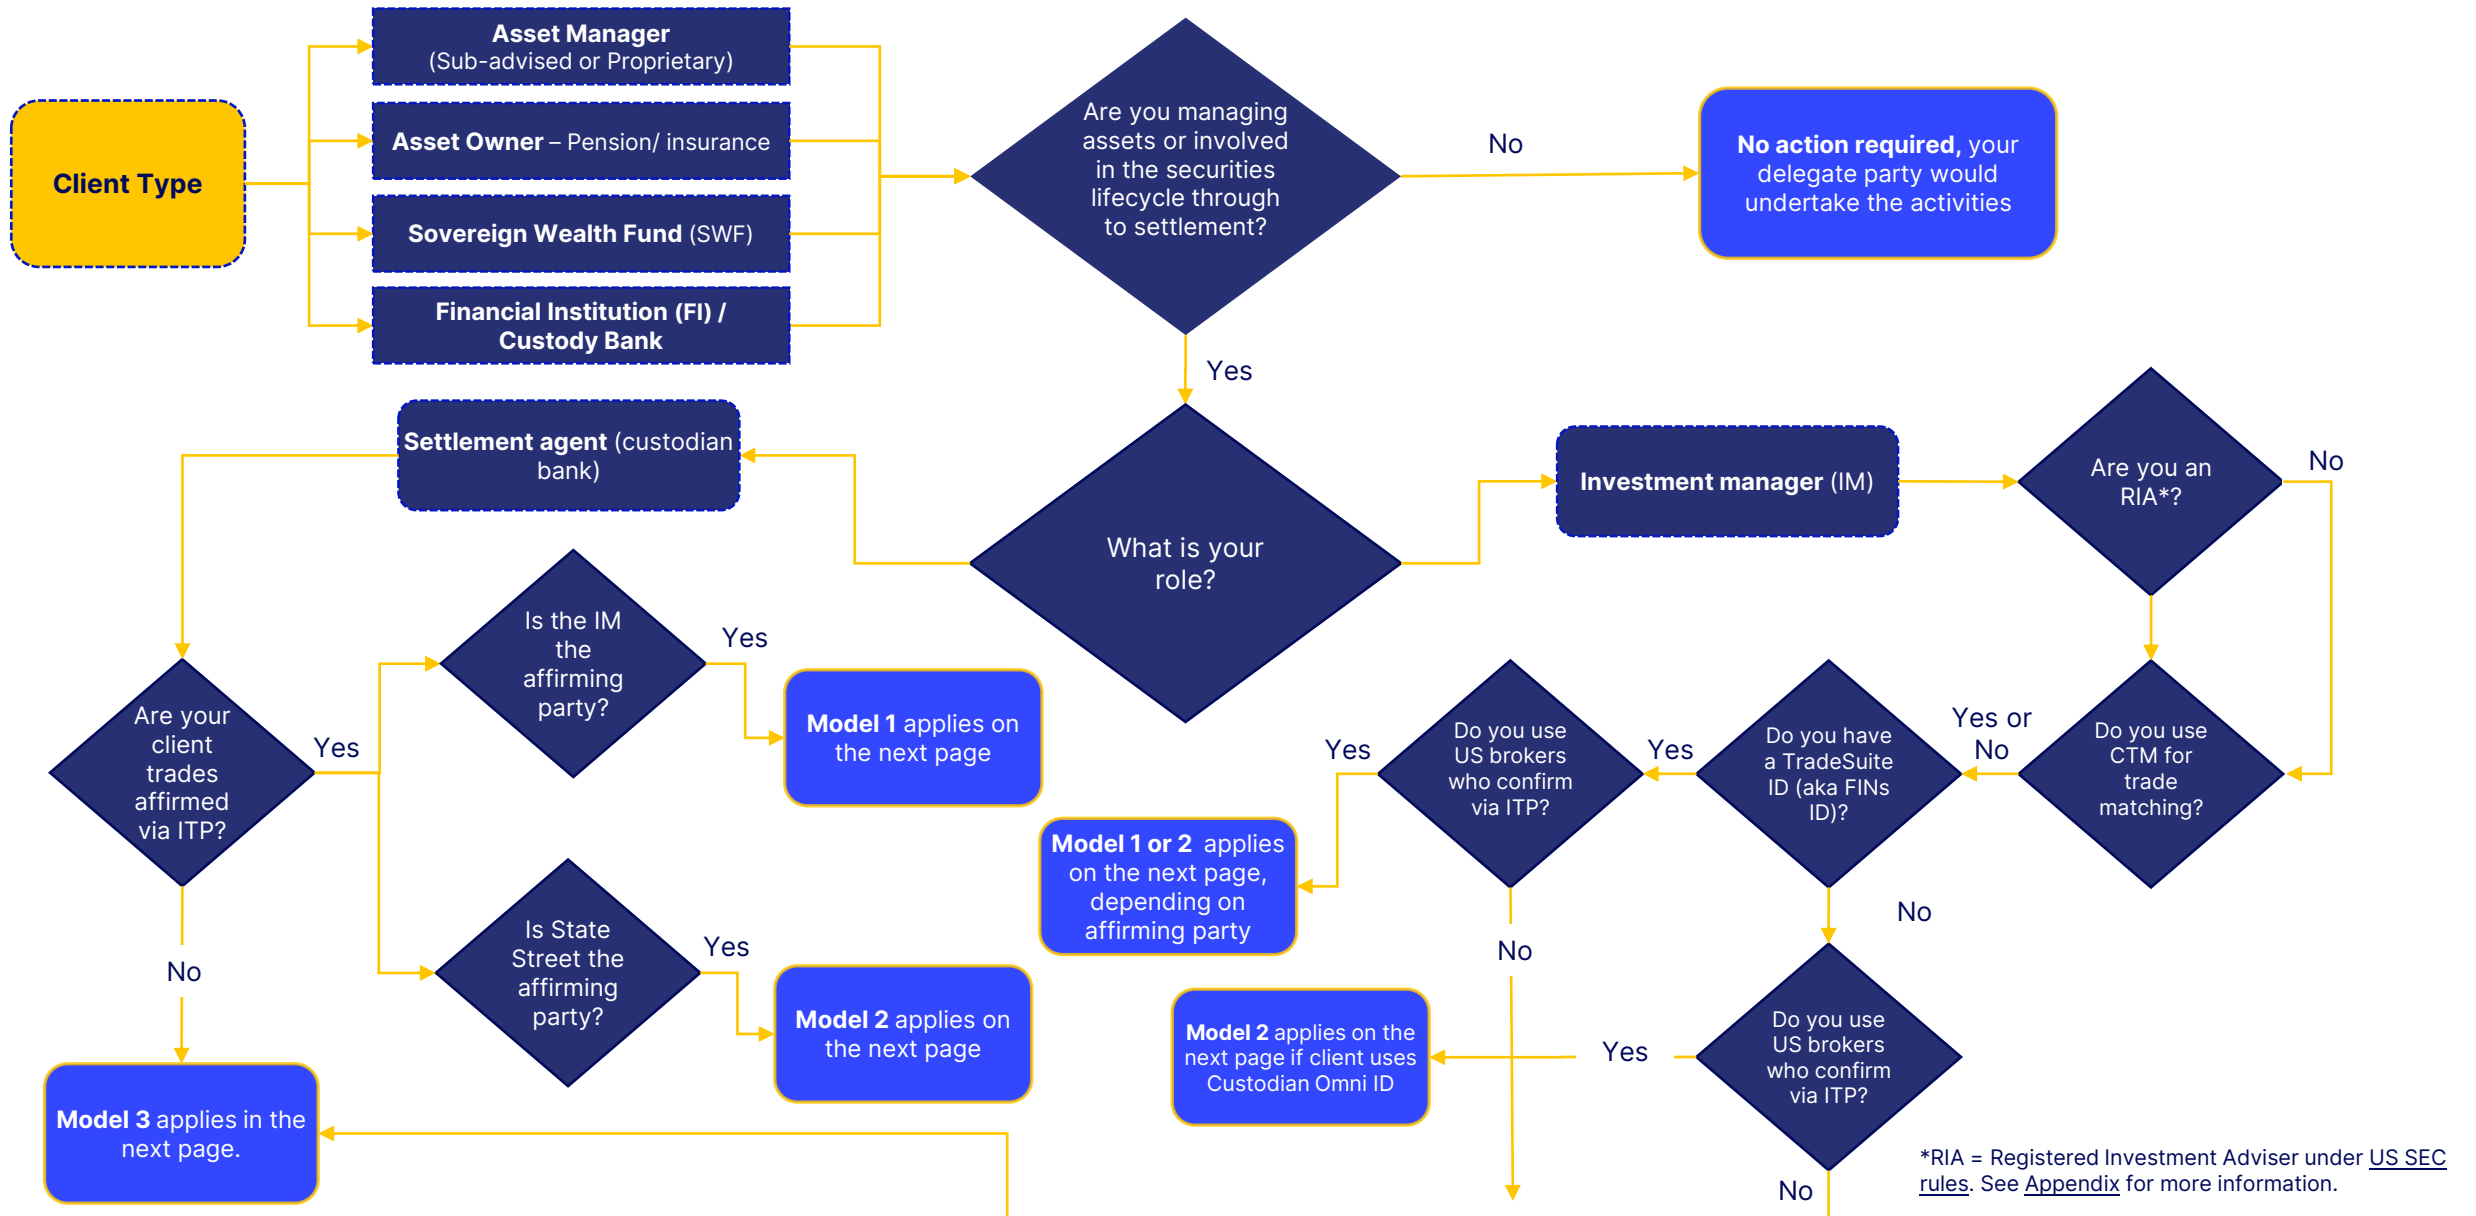 Client Type
Asset Manager
(Sub-advised or Proprietary)
Asset Owner – Pension/ insurance
Sovereign Wealth Fund (SWF)
Financial Institution (FI) /
Custody Bank
Are you managing
assets or involved
in the securities
lifecycle through
to settlement?
No
No action required, your
delegate party would
undertake the activities
Yes
What is your
role?
Settlement agent (custodian
bank)
Investment manager (IM)
Are you an
RIA*?
No
Are your
client
trades
affirmed
via ITP?
Yes
Is the IM
the
affirming
party?
Yes
Model 1 applies on
the next page
Is State
Street the
affirming
party?
Yes
Model 2 applies on
the next page
No
Model 3 applies in the
next page.
Do you use
CTM for
trade
matching?
Yes or
No
Do you have
a TradeSuite
ID (aka FINs
ID)?
Yes
Do you use
US brokers
who confirm
via ITP?
Yes
Model 1 or 2 applies
on the next page,
depending on
affirming party
No
No
Do you use
US brokers
who confirm
via ITP?
Yes
Model 2 applies on the
next page if client uses
Custodian Omni ID
No
*RIA = Registered Investment Adviser under US SEC
rules. See Appendix for more information.